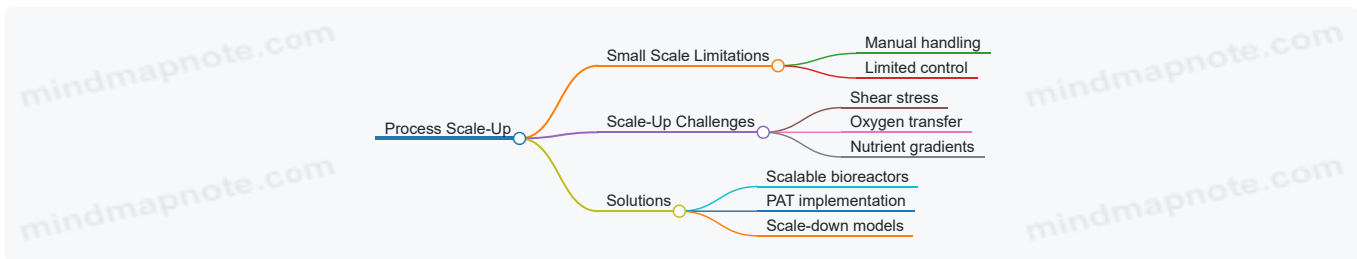 Process Scale-Up
Small Scale Limitations
Manual handling
Limited control
Scale-Up Challenges
Shear stress
Oxygen transfer
Nutrient gradients
Solutions
Scalable bioreactors
PAT implementation
Scale-down models
mindmapnote.com
mindmapnote.com
mindmapnote.com
mindmapnote.com